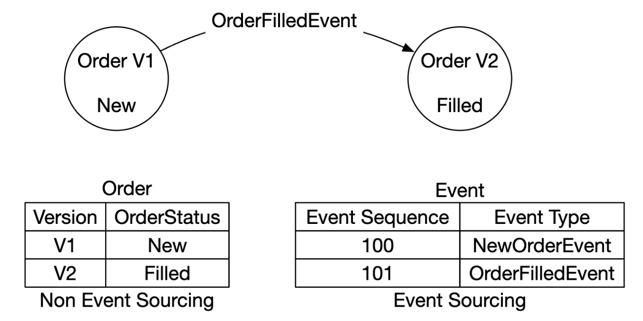 OrderFilledEvent
Order V1
New
Order V2
Filled
Order
Version OrderStatus
V1 New
V2 Filled
Non Event Sourcing
Event
Event Sequence Event Type
100 NewOrderEvent
101 OrderFilledEvent
Event Sourcing